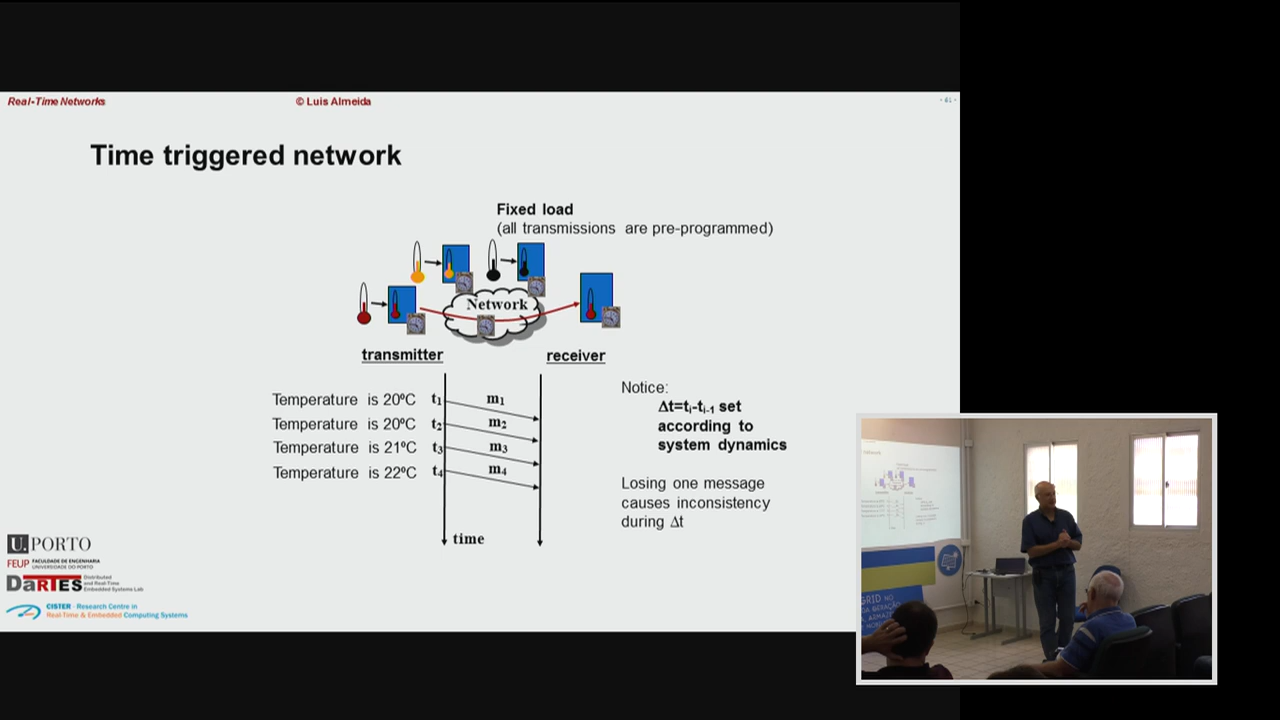 Real-Time Networks
© Luis Almeida
- 61 -
Time triggered network
Fixed load
(all transmissions are pre-programmed)
Network
transmitter
receiver
Temperature is 20ºC t1 m1
Temperature is 20ºC t2 m2
Temperature is 21ºC t3 m3
Temperature is 22ºC t4 m4
time
Notice:
Δt=ti-ti-1 set
according to
system dynamics
Losing one message
causes inconsistency
during Δt
U. PORTO
FEUP FACULDADE DE ENGENHARIA
UNIVERSIDADE DO PORTO
DaRTES Distributed
and Real-Time
Embedded Systems Lab
CISTER - Research Centre in
Real-Time & Embedded Computing Systems
GRID NO